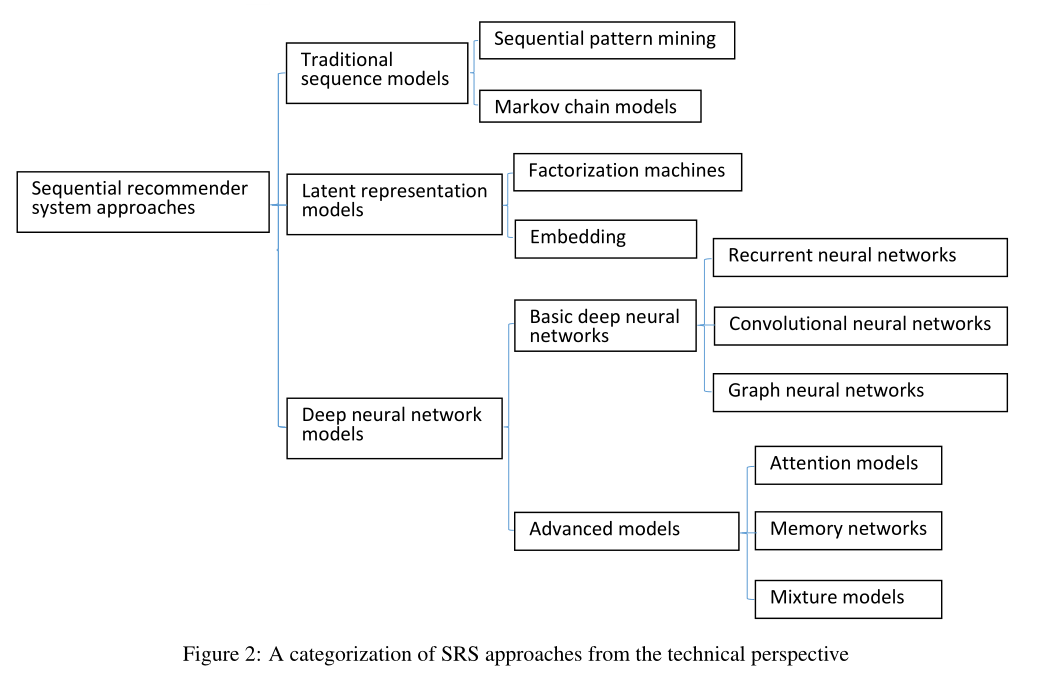 Sequential recommender
system approaches
Traditional
sequence models
Sequential pattern mining
Markov chain models
Latent representation
models
Factorization machines
Embedding
Deep neural network
models
Basic deep neural
networks
Recurrent neural networks
Convolutional neural networks
Graph neural networks
Advanced models
Attention models
Memory networks
Mixture models
Figure 2: A categorization of SRS approaches from the technical perspective